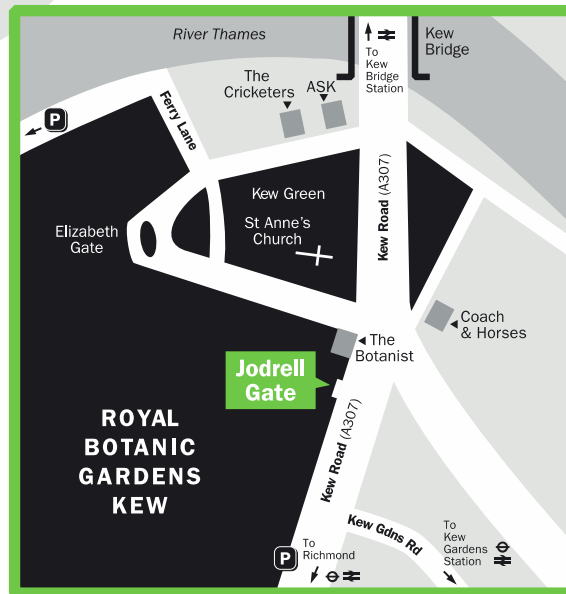 River Thames
To
Kew
Bridge
Station
Kew
Bridge
The
Cricketers
ASK
P
Ferry Lane
Kew Green
Kew Road (A307)
Elizabeth
Gate
St Anne's
Church
Coach
& Horses
The
Botanist
Jodrell
Gate
ROYAL
BOTANIC
GARDENS
KEW
Kew Road (A307)
Kew Gdns Rd
To
Kew
Gardens
Station
P
To
Richmond